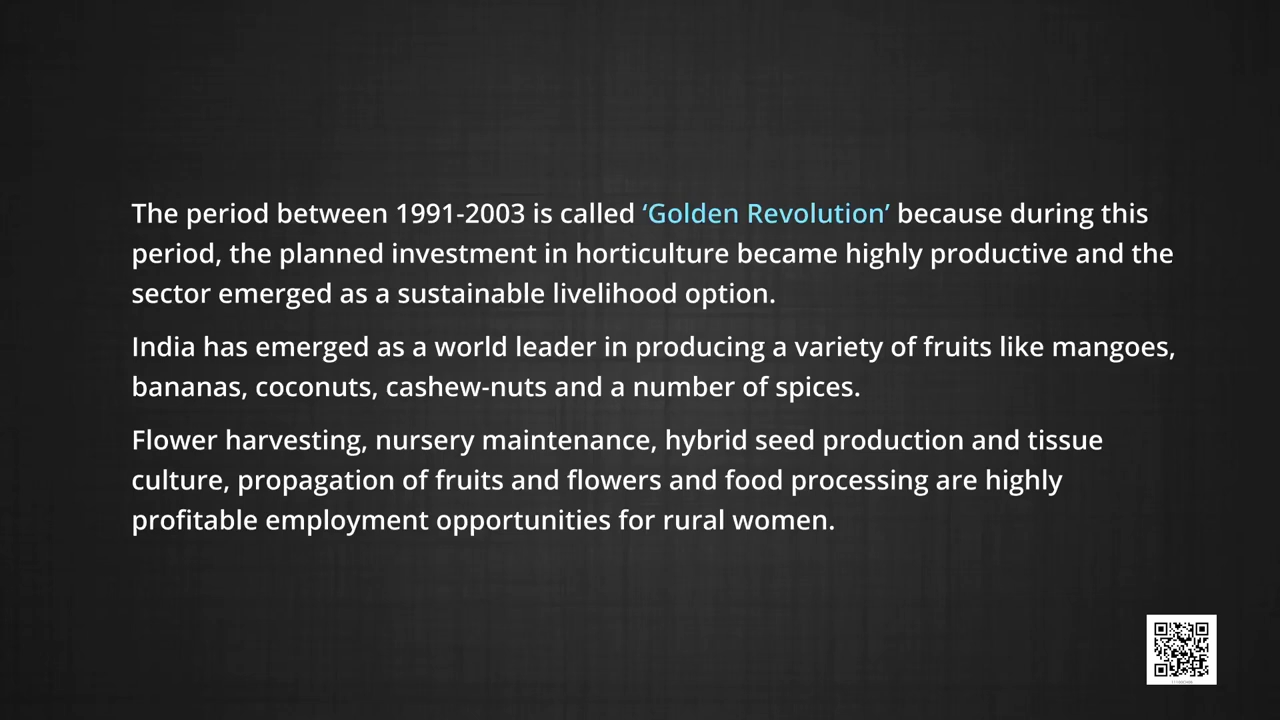 The period between 1991-2003 is called ‘Golden Revolution’ because during this
period, the planned investment in horticulture became highly productive and the
sector emerged as a sustainable livelihood option.
India has emerged as a world leader in producing a variety of fruits like mangoes,
bananas, coconuts, cashew-nuts and a number of spices.
Flower harvesting, nursery maintenance, hybrid seed production and tissue
culture, propagation of fruits and flowers and food processing are highly
profitable employment opportunities for rural women.